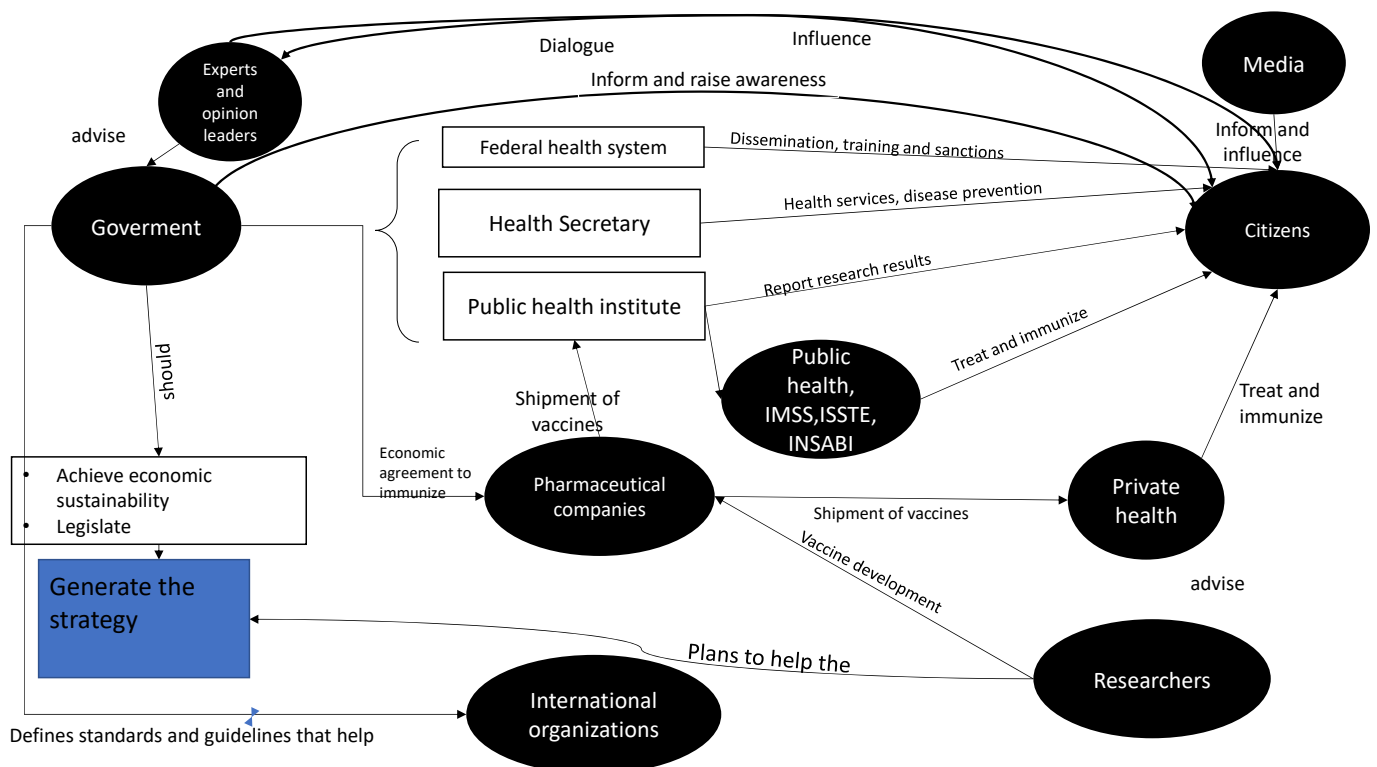 Dialogue
Influence
Experts
and
opinion
leaders
Media
Inform and raise awareness
advise
Federal health system
Dissemination, training and sanctions
Inform and
influence
Health services, disease prevention
Goverment
Health Secretary
Citizens
Report research results
Public health institute
should
Treat and immunize
Public
health,
IMSS,ISSTE,
INSABI
Shipment of
vaccines
Treat and
immunize
Economic
agreement to
immunize
• Achieve economic
sustainability
• Legislate
Pharmaceutical
companies
Shipment of vaccines
Private
health
Vaccine development
Generate the
strategy
advise
Plans to help the
Researchers
International
organizations
Defines standards and guidelines that help